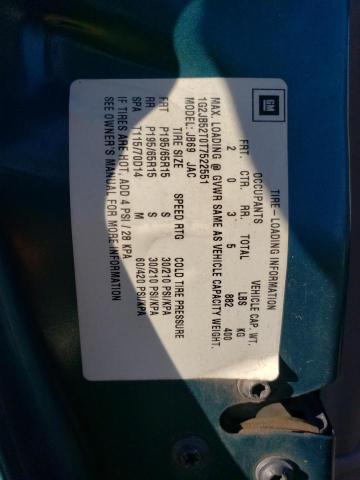 GM
TIRE-LOADING INFORMATION
OCCUPANTS VEHICLE CAP. WT.
FRT. CTR. RR. TOTAL LBS KG
2 0 3 5 882 400
MAX. LOADING @ GVWR SAME AS VEHICLE CAPACITY WEIGHT.
1G2JB52T0T7522551
MODEL: JB69 JAC
TIRE SIZE SPEED RTG COLD TIRE PRESSURE
FRT P195/65R15 S 30/210 PSI/KPA
RR P195/65R15 S 30/210 PSI/KPA
SPA T115/70D14 M 60/420 PSI/KPA
IF TIRES ARE HOT, ADD 4 PSI / 28 KPA
SEE OWNER'S MANUAL FOR MORE INFORMATION